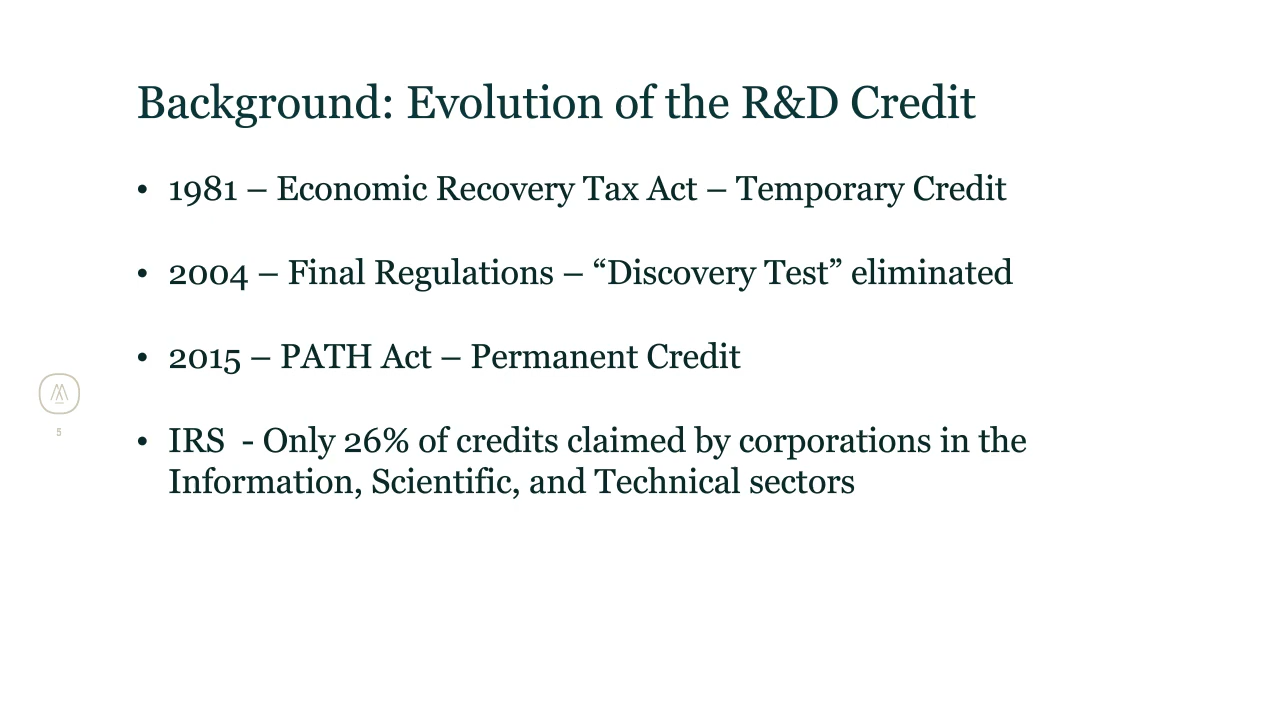 Background: Evolution of the R&D Credit
• 1981 – Economic Recovery Tax Act – Temporary Credit
• 2004 – Final Regulations – “Discovery Test” eliminated
• 2015 – PATH Act – Permanent Credit
• IRS  - Only 26% of credits claimed by corporations in the
Information, Scientific, and Technical sectors
5